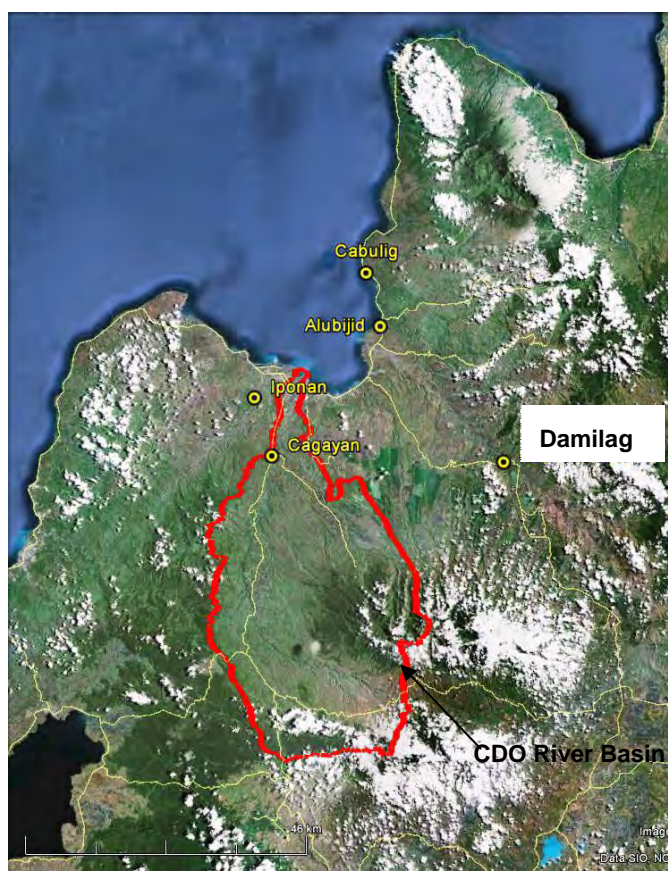 Cabulig
Alubijid
Iponan
Damilag
Cagayan
CDO River Basin
46 km
Image
Data SIO, NO